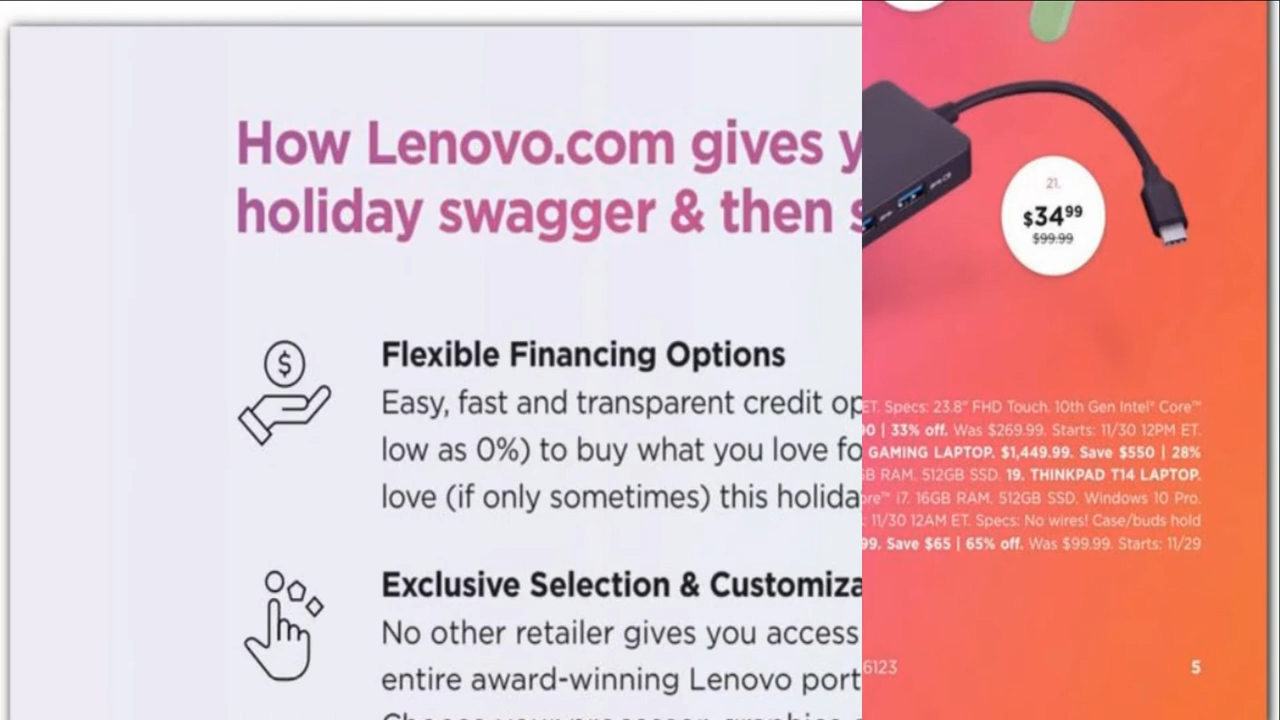 How Lenovo.com gives y
holiday swagger & then s
$
Flexible Financing Options
Easy, fast and transparent credit op
low as 0%) to buy what you love fo
love (if only sometimes) this holida
Exclusive Selection & Customiza
No other retailer gives you access
entire award-winning Lenovo port
21.
$34⁹⁹
$99.99
ET. Specs: 23.8" FHD Touch. 10th Gen Intel® Core™
90 | 33% off. Was $269.99. Starts: 11/30 12PM ET.
GAMING LAPTOP. $1,449.99. Save $550 | 28%
GB RAM. 512GB SSD. 19. THINKPAD T14 LAPTOP.
ore™ i7. 16GB RAM. 512GB SSD. Windows 10 Pro.
: 11/30 12AM ET. Specs: No wires! Case/buds hold
99. Save $65 | 65% off. Was $99.99. Starts: 11/29
6123
5